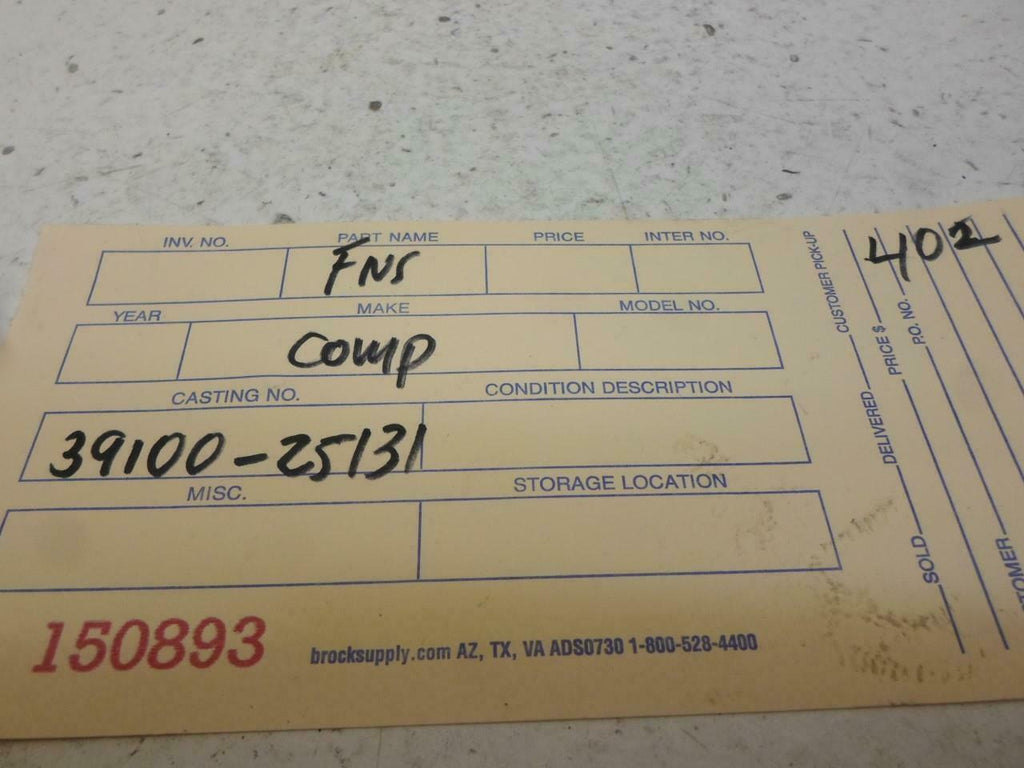 INV. NO. PART NAME PRICE INTER NO.
FNS
YEAR MAKE MODEL NO.
Comp
CASTING NO. CONDITION DESCRIPTION
39100-25131
MISC. STORAGE LOCATION
150893 brocksupply.com AZ, TX, VA ADS0730 1-800-528-4400
402
CUSTOMER PICK-UP
DELIVERED PRICE $
SOLD P.O. NO.